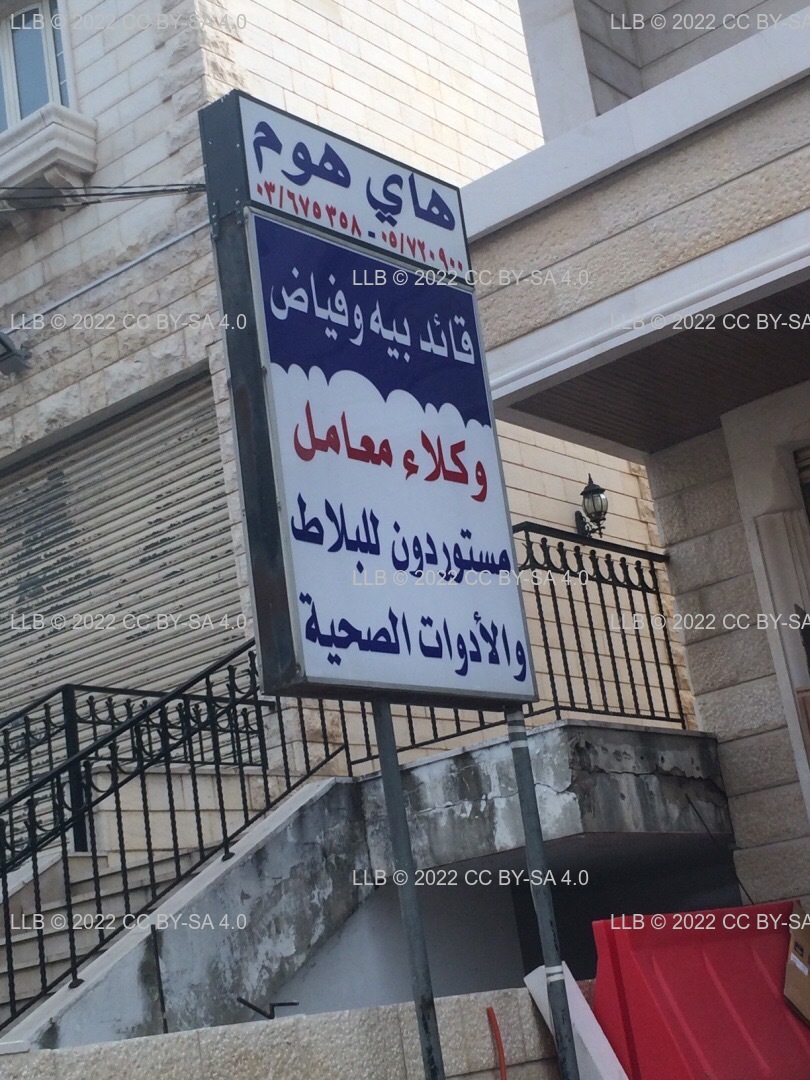 هاي هوم
٠٣/٦٧٥٣٥٨ - ٠٥/٧٢٠٩٠٠
قائد بيه وفياض
وكلاء معامل
مستوردون للبلاط
والأدوات الصحية
LLB © 2022 CC BY-SA 4.0